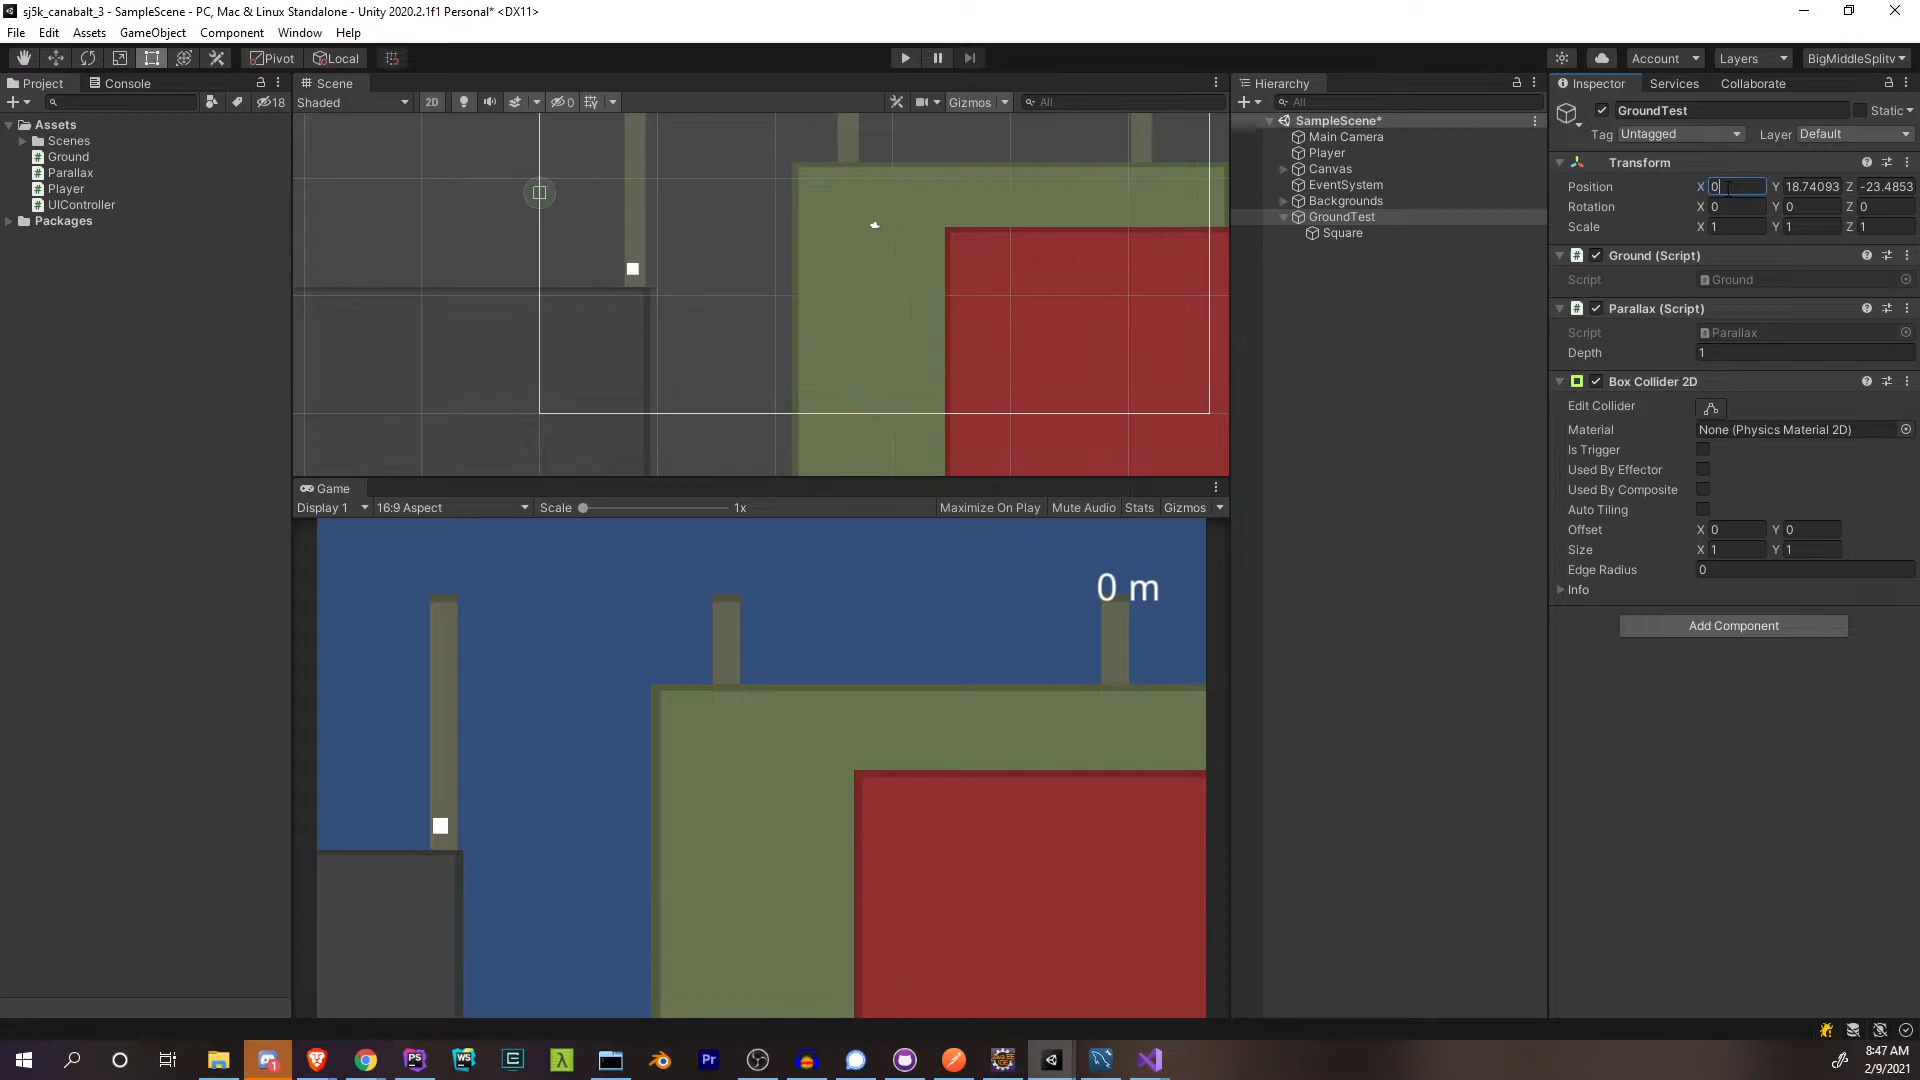 sj5k_canabalt_3 - SampleScene - PC, Mac & Linux Standalone - Unity 2020.2.1f1 Personal* <DX11>
File Edit Assets GameObject Component Window Help
Pivot Local Account Layers BigMiddleSplitv
Project Console
18
Assets
Scenes
Ground
Parallax
Player
UIController
Packages
Scene
Shaded 2D 0 Gizmos All
Game
Display 1 16:9 Aspect Scale 1x Maximize On Play Mute Audio Stats Gizmos
0 m
Hierarchy
All
SampleScene*
Main Camera
Player
Canvas
EventSystem
Backgrounds
GroundTest
Square
Inspector Services Collaborate
GroundTest Static
Tag Untagged Layer Default
Transform
Position X 0 Y 18.74093 Z -23.4853
Rotation X 0 Y 0 Z 0
Scale X 1 Y 1 Z 1
Ground (Script)
Script Ground
Parallax (Script)
Script Parallax
Depth 1
Box Collider 2D
Edit Collider
Material None (Physics Material 2D)
Is Trigger
Used By Effector
Used By Composite
Auto Tiling
Offset X 0 Y 0
Size X 1 Y 1
Edge Radius 0
Info
Add Component
8:47 AM
2/9/2021